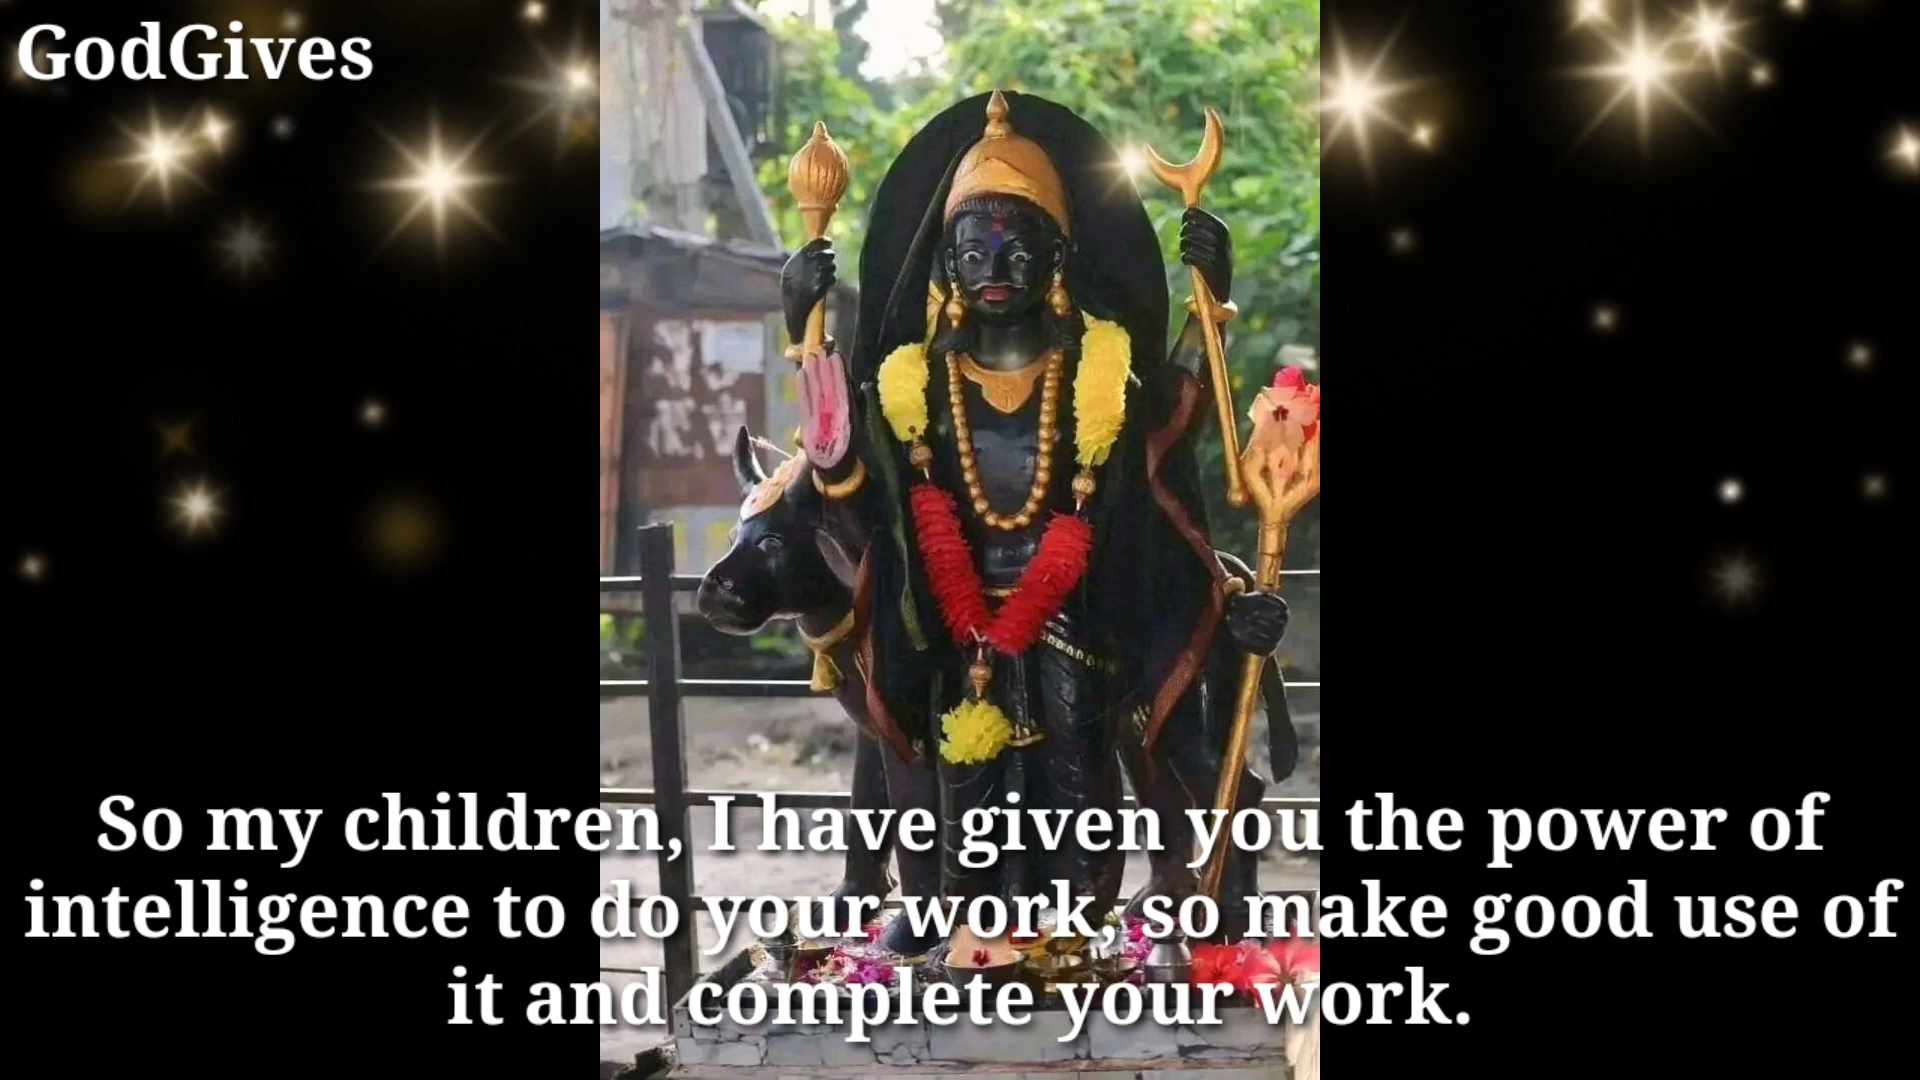 GodGives
So my children, I have given you the power of
intelligence to do your work, so make good use of
it and complete your work.